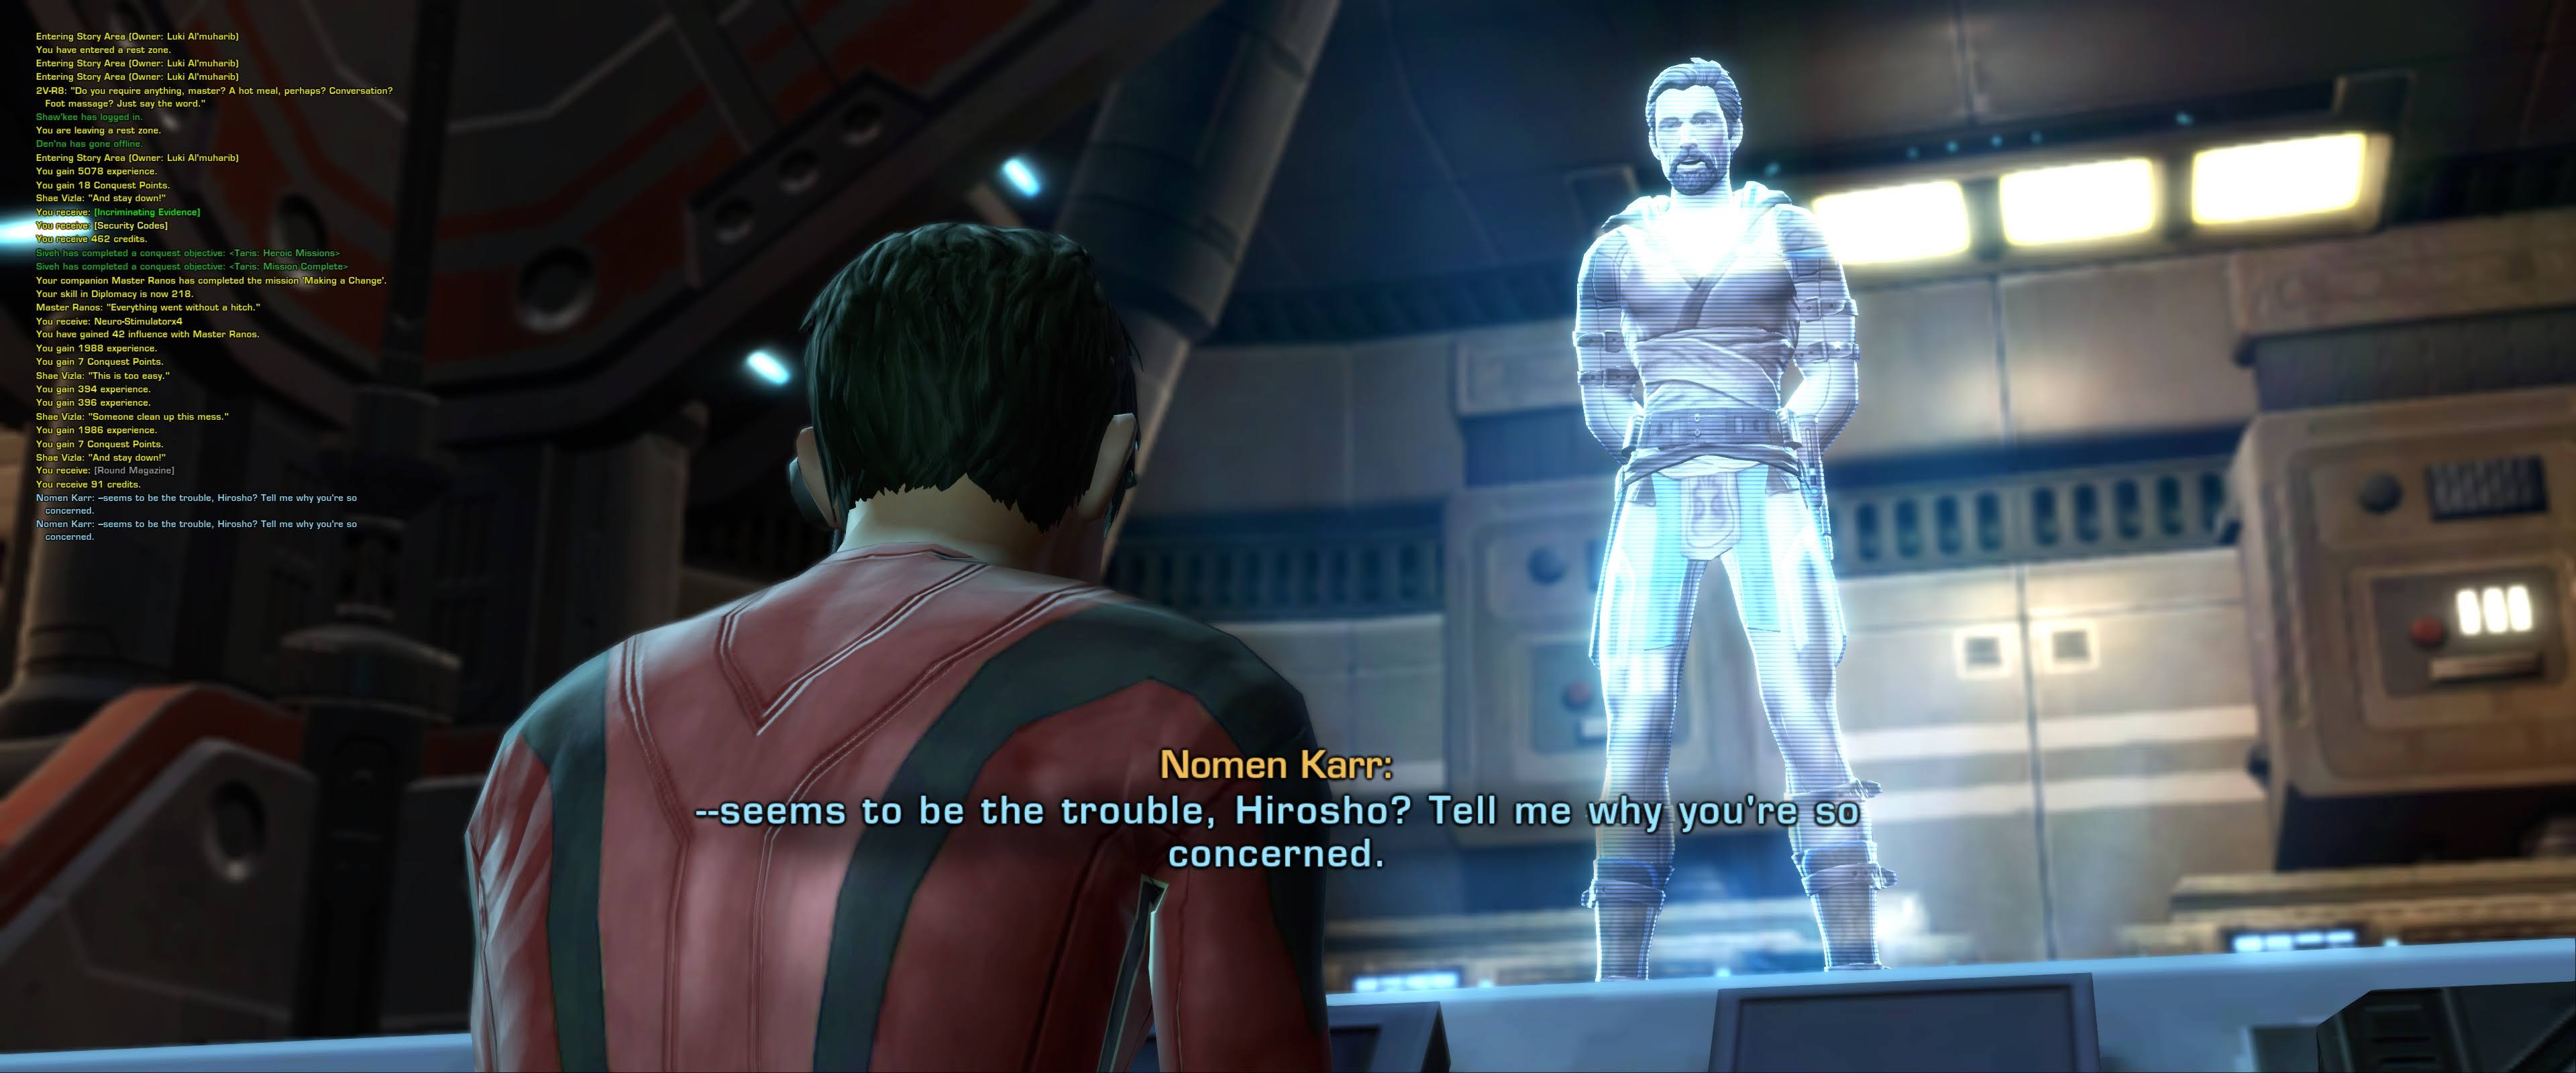 Entering Story Area (Owner: Luki Al'muharib)
You have entered a rest zone.
Entering Story Area (Owner: Luki Al'muharib)
Entering Story Area (Owner: Luki Al'muharib)
2V-R8: "Do you require anything, master? A hot meal, perhaps? Conversation?
Foot massage? Just say the word."
Shaw'kee has logged in.
You are leaving a rest zone.
Den'na has gone offline.
Entering Story Area (Owner: Luki Al'muharib)
You gain 5078 experience.
You gain 18 Conquest Points.
Shae Vizla: "And stay down!"
You receive: [Incriminating Evidence]
You receive: [Security Codes]
You receive 462 credits.
Siveh has completed a conquest objective: <Taris: Heroic Missions>
Siveh has completed a conquest objective: <Taris: Mission Complete>
Your companion Master Ranos has completed the mission 'Making a Change'.
Your skill in Diplomacy is now 218.
Master Ranos: "Everything went without a hitch."
You receive: Neuro-Stimulatorx4
You have gained 42 influence with Master Ranos.
You gain 1988 experience.
You gain 7 Conquest Points.
Shae Vizla: "This is too easy."
You gain 394 experience.
You gain 396 experience.
Shae Vizla: "Someone clean up this mess."
You gain 1986 experience.
You gain 7 Conquest Points.
Shae Vizla: "And stay down!"
You receive: [Round Magazine]
You receive 91 credits.
Nomen Karr: --seems to be the trouble, Hirosho? Tell me why you're so
concerned.
Nomen Karr: --seems to be the trouble, Hirosho? Tell me why you're so
concerned.
Nomen Karr:
--seems to be the trouble, Hirosho? Tell me why you're so
concerned.